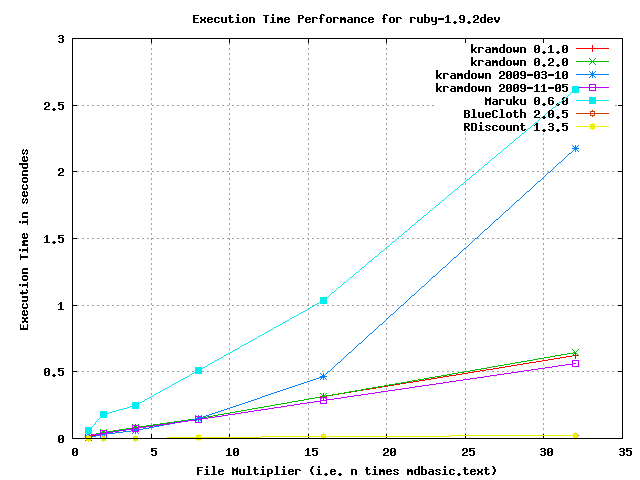 Execution Time Performance for ruby-1.9.2dev
3
kramdown 0.1.0
kramdown 0.2.0
kramdown 2009-03-10
kramdown 2009-11-05
Maruku 0.6.0
BlueCloth 2.0.5
RDiscount 1.3.5
2.5
2
1.5
1
0.5
0
Execution Time in secondes
0 5 10 15 20 25 30 35
File Multiplier (i.e. n times mdbasic.text)